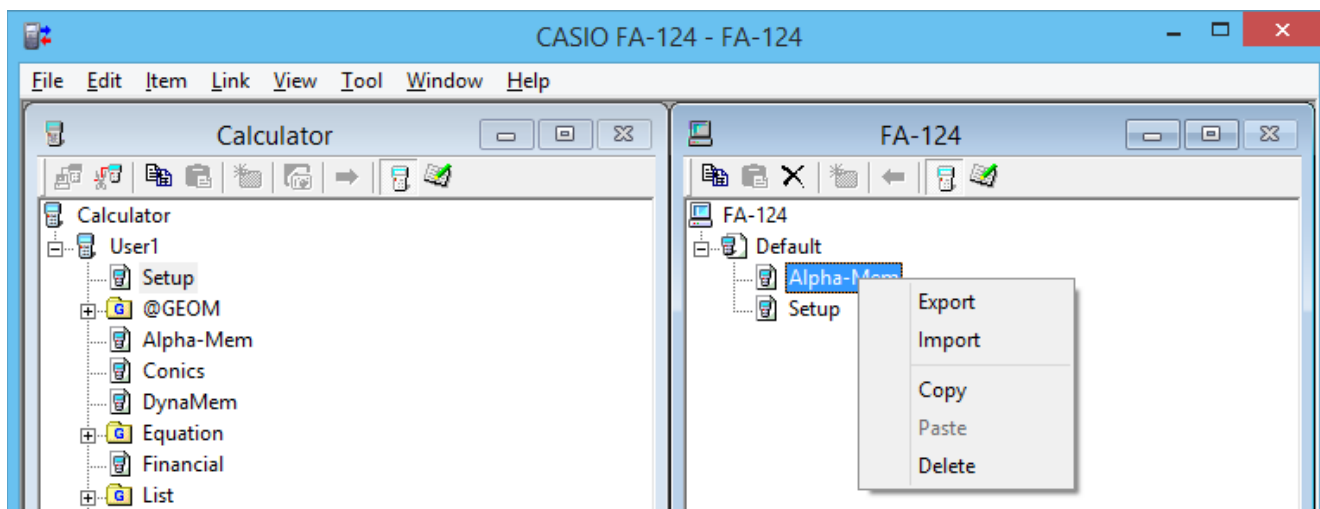 CASIO FA-124 - FA-124
File Edit Item Link View Tool Window Help
Calculator
Calculator
User1
Setup
@GEOM
Alpha-Mem
Conics
DynaMem
Equation
Financial
List
FA-124
FA-124
Default
Alpha-Mem
Setup
Export
Import
Copy
Paste
Delete